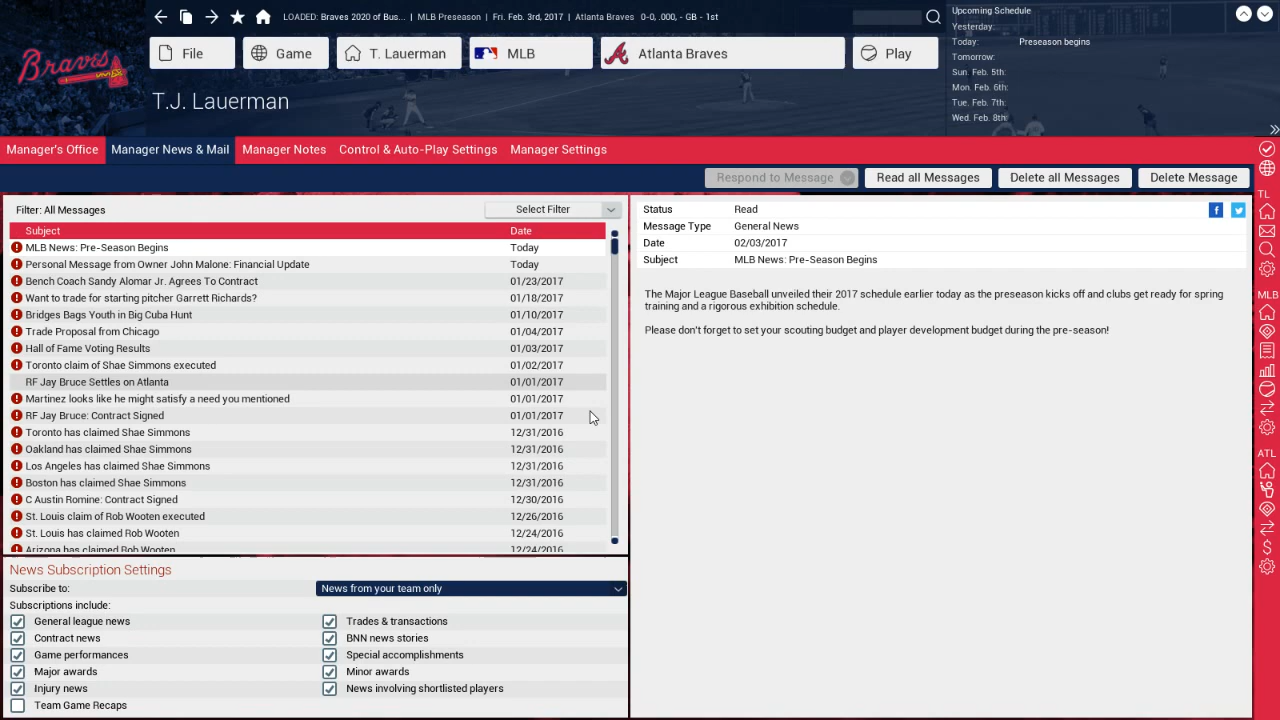 LOADED: Braves 2020 of Bus... | MLB Preseason | Fri. Feb. 3rd, 2017 | Atlanta Braves 0-0, .000, - GB - 1st
Upcoming Schedule
Yesterday:
Today: Preseason begins
Tomorrow:
Sun. Feb. 5th:
Mon. Feb. 6th:
Tue. Feb. 7th:
Wed. Feb. 8th:
Braves
File
Game
T. Lauerman
MLB
Atlanta Braves
Play
T.J. Lauerman
Manager's Office
Manager News & Mail
Manager Notes
Control & Auto-Play Settings
Manager Settings
Respond to Message
Read all Messages
Delete all Messages
Delete Message
Filter: All Messages
Select Filter
Subject Date
MLB News: Pre-Season Begins Today
Personal Message from Owner John Malone: Financial Update Today
Bench Coach Sandy Alomar Jr. Agrees To Contract 01/23/2017
Want to trade for starting pitcher Garrett Richards? 01/18/2017
Bridges Bags Youth in Big Cuba Hunt 01/10/2017
Trade Proposal from Chicago 01/04/2017
Hall of Fame Voting Results 01/03/2017
Toronto claim of Shae Simmons executed 01/02/2017
RF Jay Bruce Settles on Atlanta 01/01/2017
Martinez looks like he might satisfy a need you mentioned 01/01/2017
RF Jay Bruce: Contract Signed 01/01/2017
Toronto has claimed Shae Simmons 12/31/2016
Oakland has claimed Shae Simmons 12/31/2016
Los Angeles has claimed Shae Simmons 12/31/2016
Boston has claimed Shae Simmons 12/31/2016
C Austin Romine: Contract Signed 12/30/2016
St. Louis claim of Rob Wooten executed 12/26/2016
St. Louis has claimed Rob Wooten 12/24/2016
Arizona has claimed Rob Wooten 12/24/2016
News Subscription Settings
Subscribe to: News from your team only
Subscriptions include:
General league news Trades & transactions
Contract news BNN news stories
Game performances Special accomplishments
Major awards Minor awards
Injury news News involving shortlisted players
Team Game Recaps
Status Read
Message Type General News
Date 02/03/2017
Subject MLB News: Pre-Season Begins
The Major League Baseball unveiled their 2017 schedule earlier today as the preseason kicks off and clubs get ready for spring
training and a rigorous exhibition schedule.
Please don't forget to set your scouting budget and player development budget during the pre-season!
TL
MLB
ATL